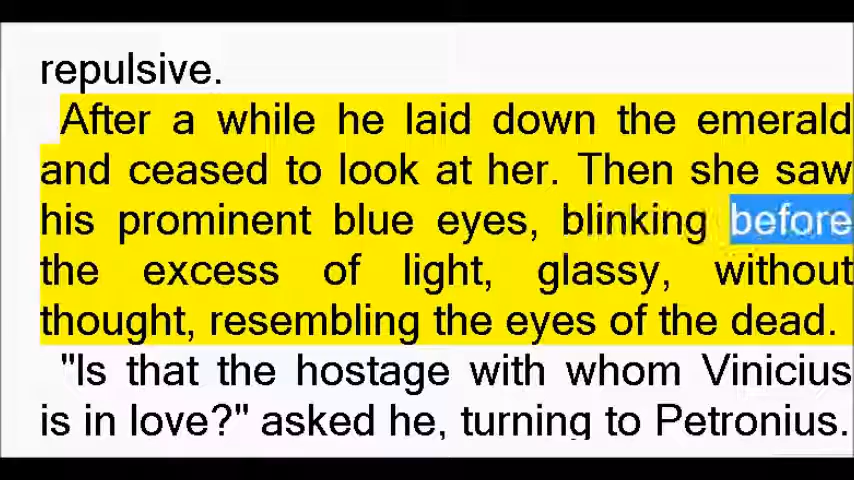 repulsive.
After a while he laid down the emerald
and ceased to look at her. Then she saw
his prominent blue eyes, blinking before
the excess of light, glassy, without
thought, resembling the eyes of the dead.
"Is that the hostage with whom Vinicius
is in love?" asked he, turning to Petronius.